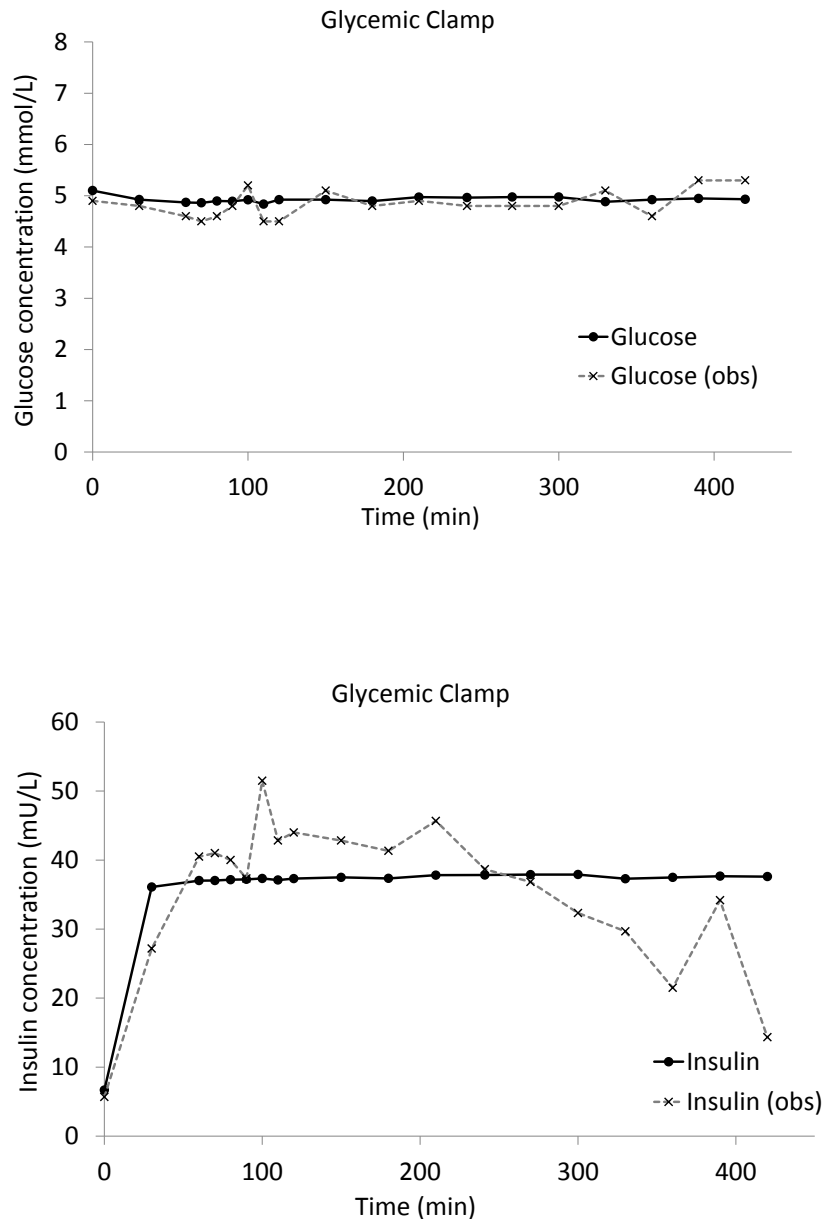 Glycemic Clamp
8
7
6
5
4
3
2
1
0
Glucose concentration (mmol/L)
Glucose
Glucose (obs)
0 100 200 300 400
Time (min)
Glycemic Clamp
60
50
40
30
20
10
0
Insulin concentration (mU/L)
Insulin
Insulin (obs)
0 100 200 300 400
Time (min)